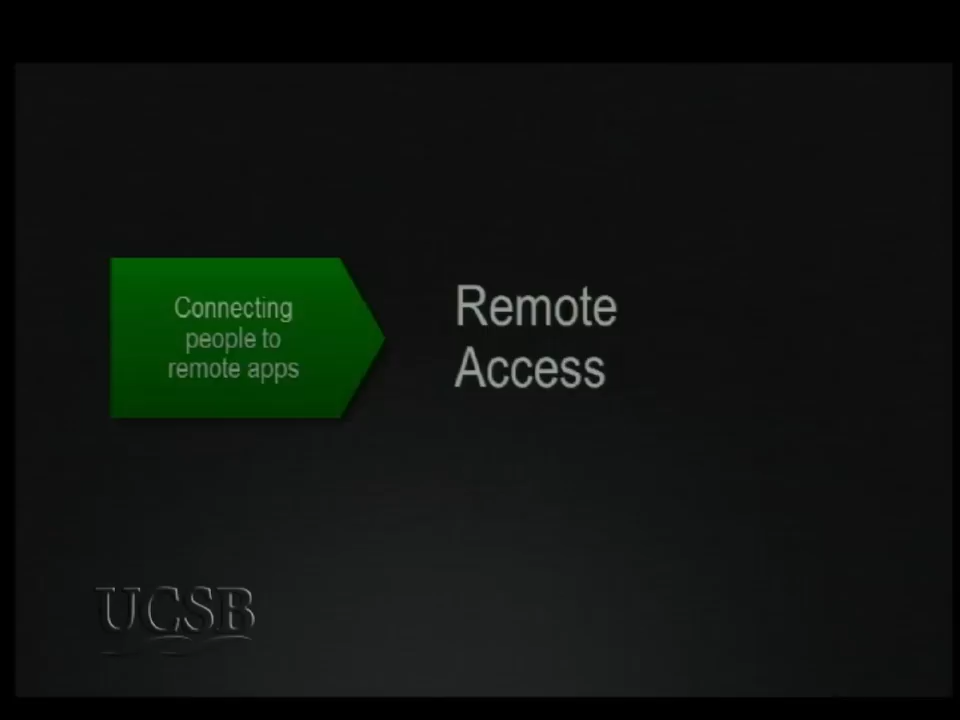 Connecting
people to
remote apps
Remote
Access
UCSB